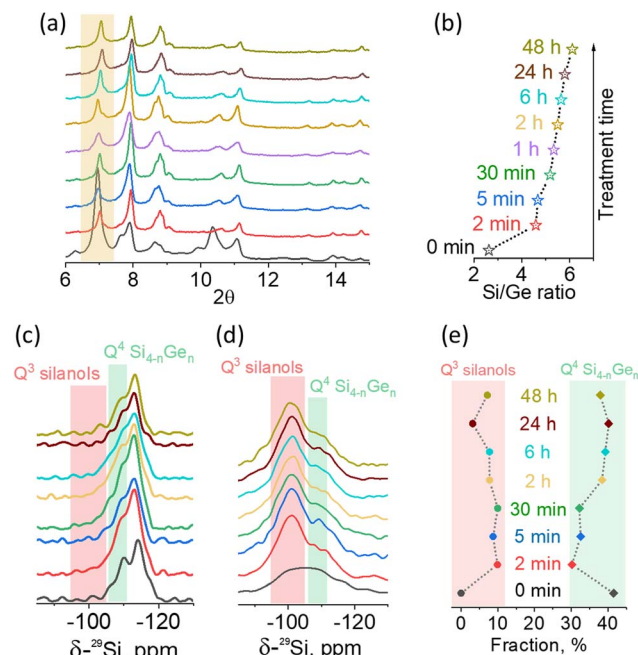 (a)
6 8 10 12 14
2θ
(b)
48 h
24 h
6 h
2 h
1 h
30 min
5 min
2 min
0 min
Treatment time
2 4 6
Si/Ge ratio
(c)
Q³ silanols
Q⁴ Si₄₋ₙGeₙ
-100 -120
δ-²⁹Si, ppm
(d)
Q³ silanols
Q⁴ Si₄₋ₙGeₙ
-100 -120
δ-²⁹Si, ppm
(e)
Q³ silanols
Q⁴ Si₄₋ₙGeₙ
48 h
24 h
6 h
2 h
30 min
5 min
2 min
0 min
0 10 20 30 40
Fraction, %